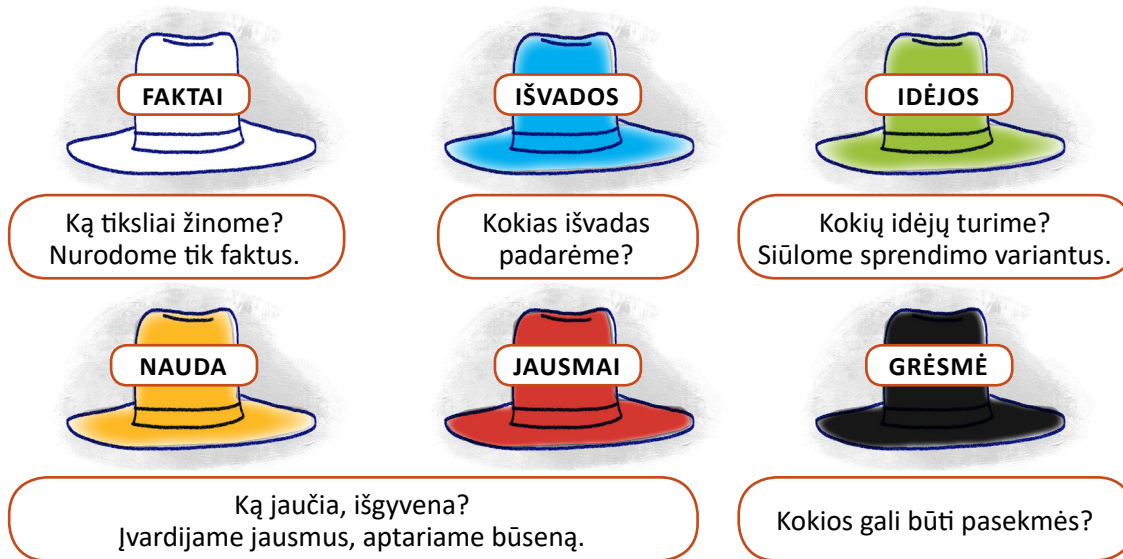 FAKTAI
IŠVADOS
IDĖJOS
Ką tiksliai žinome?
Nurodome tik faktus.
Kokias išvadas
padarėme?
Kokių idėjų turime?
Siūlome sprendimo variantus.
NAUDA
JAUSMAI
GRĖSMĖ
Ką jaučia, išgyvena?
Įvardijame jausmus, aptariame būseną.
Kokios gali būti pasekmės?